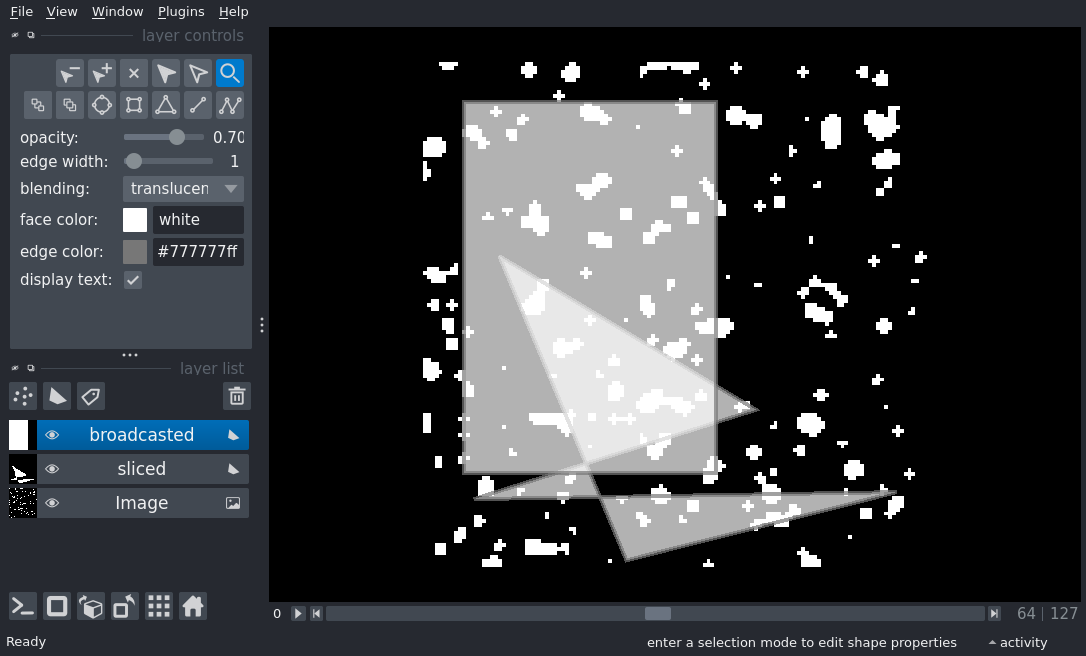 File View Window Plugins Help
layer controls
opacity: 0.70
edge width: 1
blending: translucen
face color: white
edge color: #777777ff
display text:
layer list
broadcasted
sliced
Image
0 64 | 127
Ready enter a selection mode to edit shape properties activity